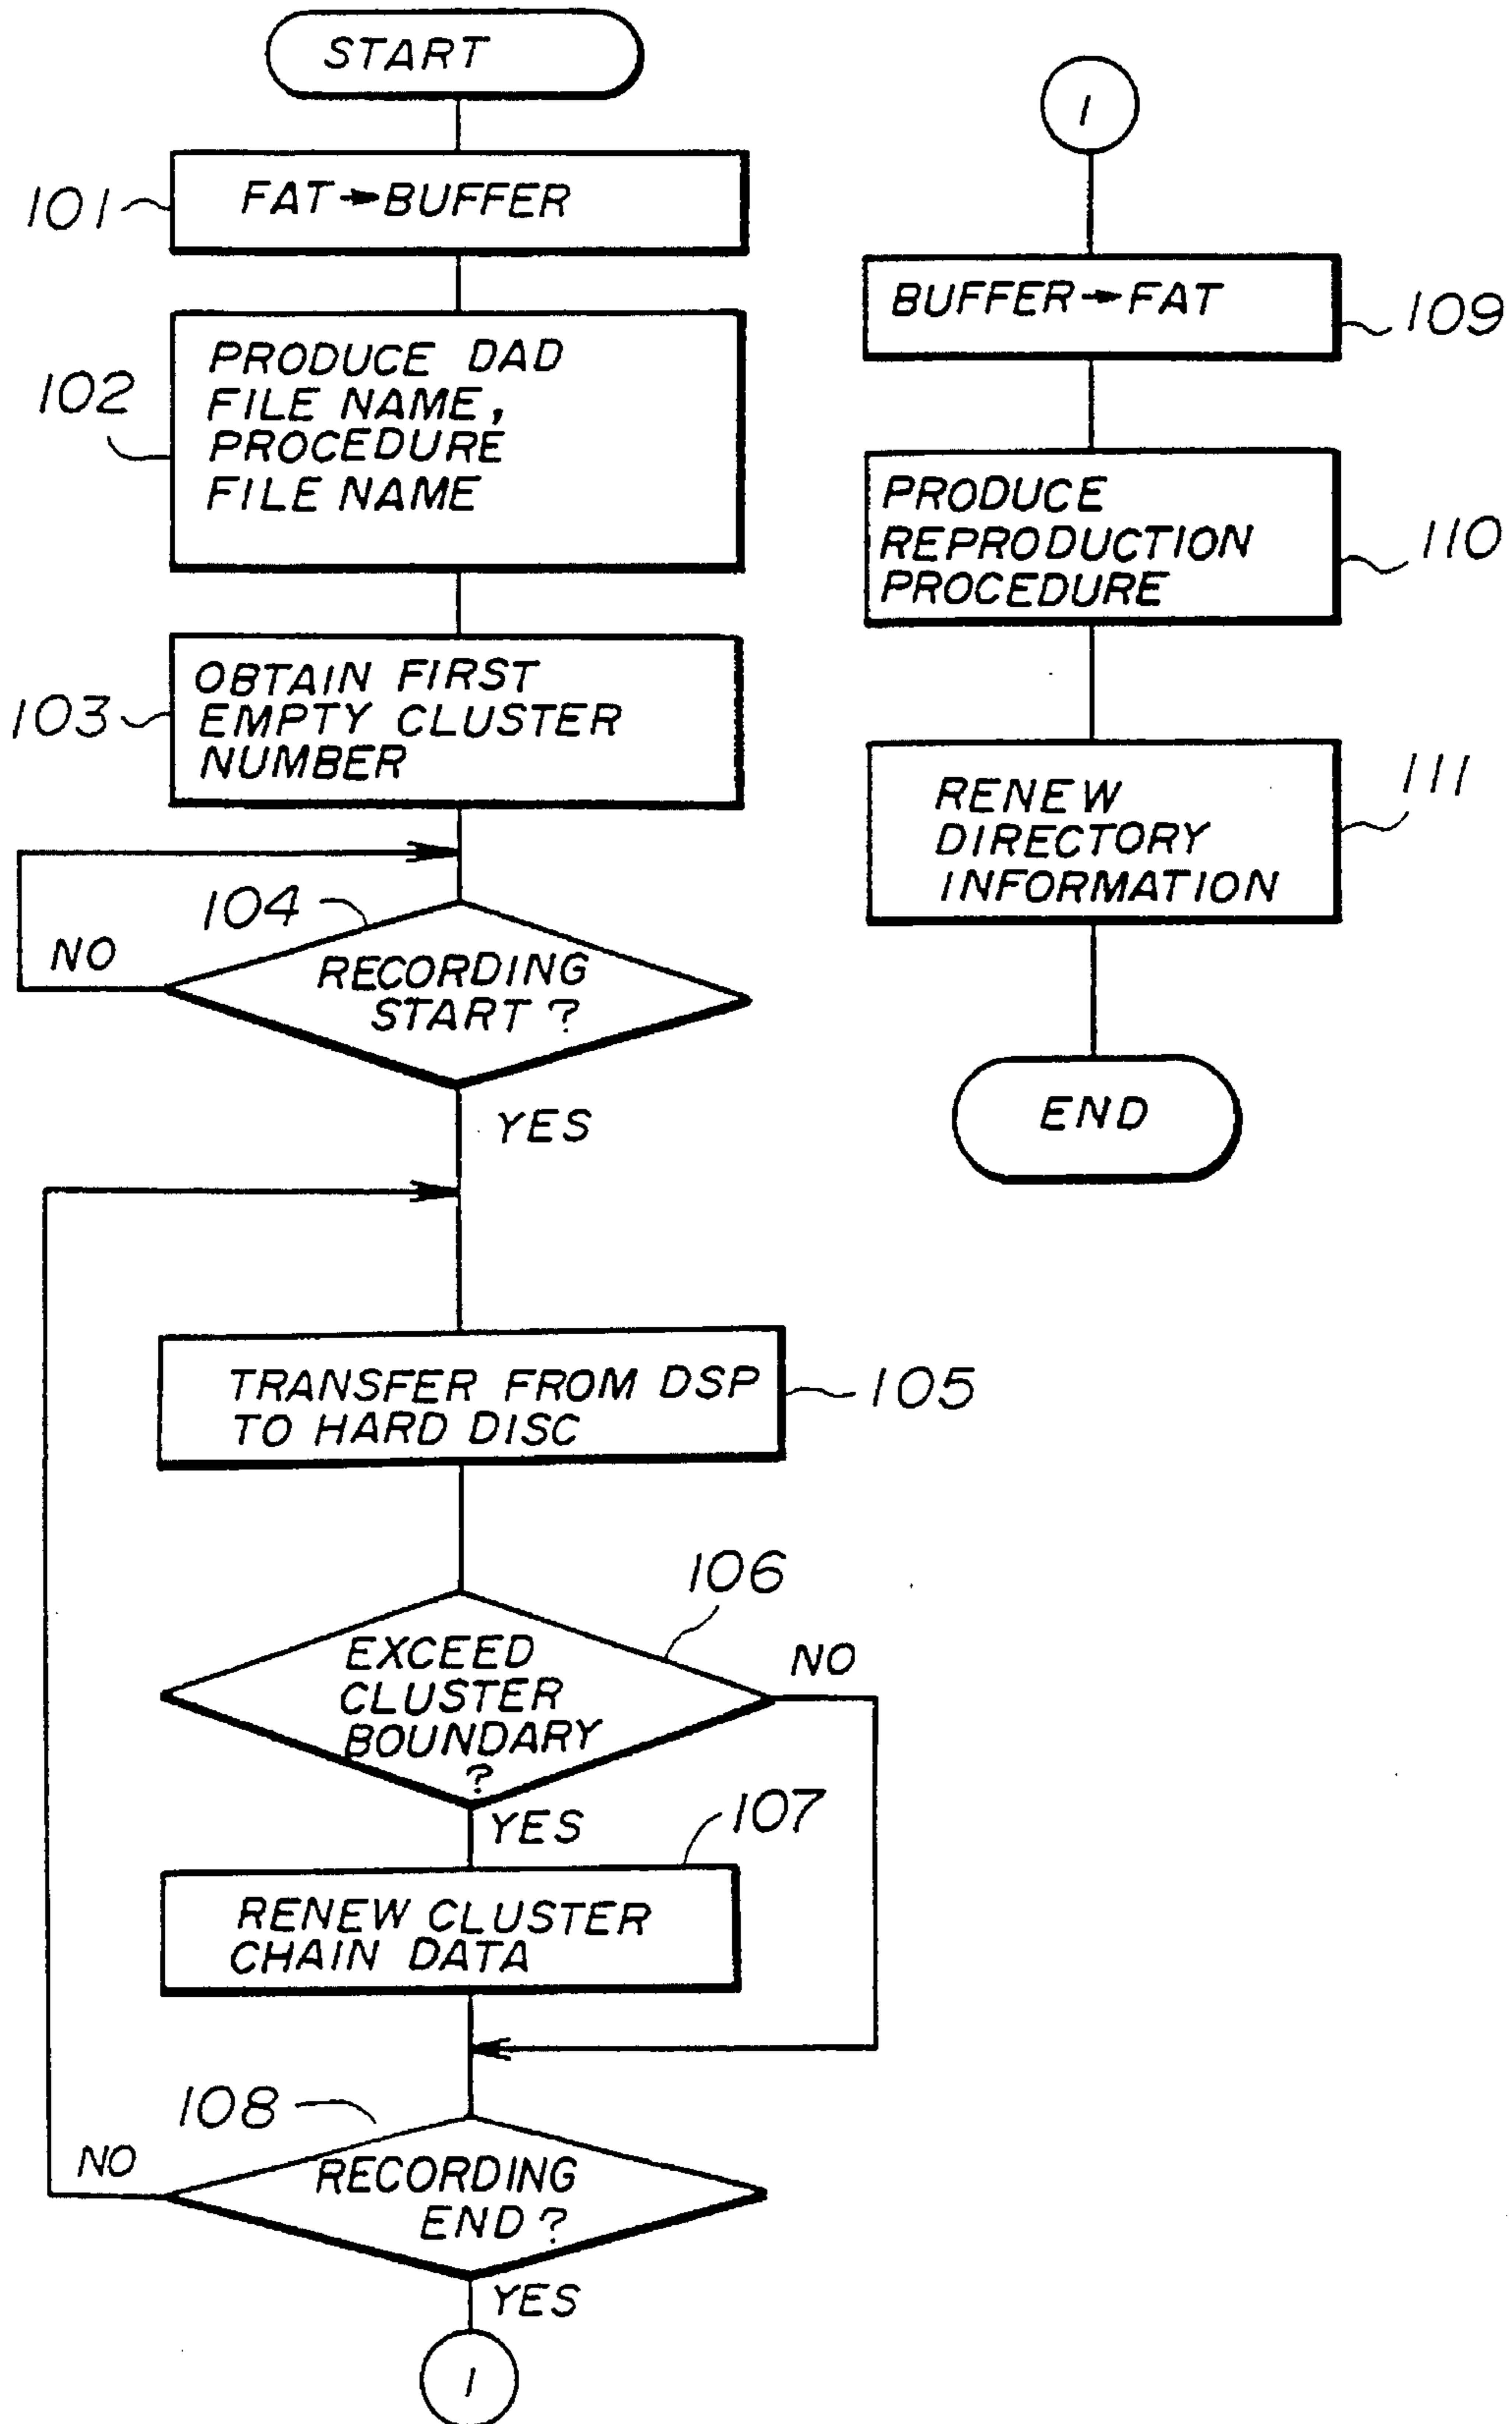 START
101
FAT→BUFFER
102
PRODUCE DAD
FILE NAME,
PROCEDURE
FILE NAME
103
OBTAIN FIRST
EMPTY CLUSTER
NUMBER
104
NO
RECORDING
START?
YES
TRANSFER FROM DSP
TO HARD DISC
105
106
EXCEED
CLUSTER
BOUNDARY
?
NO
YES
107
RENEW CLUSTER
CHAIN DATA
108
NO
RECORDING
END?
YES
1
1
BUFFER→FAT
109
PRODUCE
REPRODUCTION
PROCEDURE
110
RENEW
DIRECTORY
INFORMATION
111
END